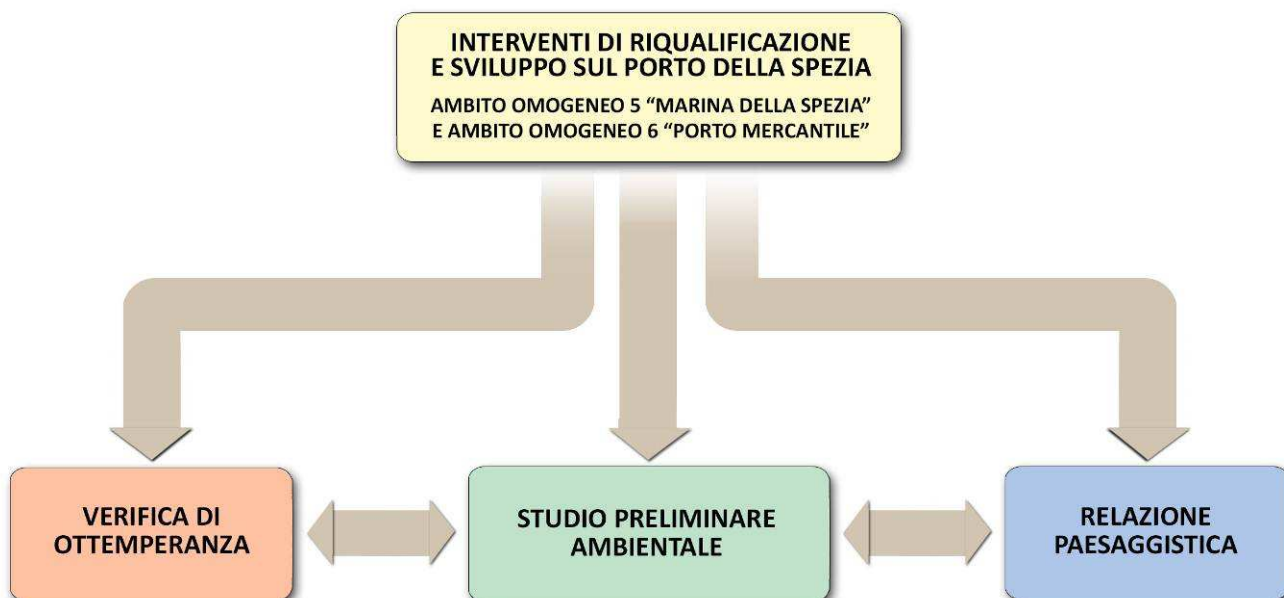 INTERVENTI DI RIQUALIFICAZIONE
E SVILUPPO SUL PORTO DELLA SPEZIA
AMBITO OMOGENEO 5 “MARINA DELLA SPEZIA”
E AMBITO OMOGENEO 6 “PORTO MERCANTILE”
VERIFICA DI
OTTEMPERANZA
STUDIO PRELIMINARE
AMBIENTALE
RELAZIONE
PAESAGGISTICA